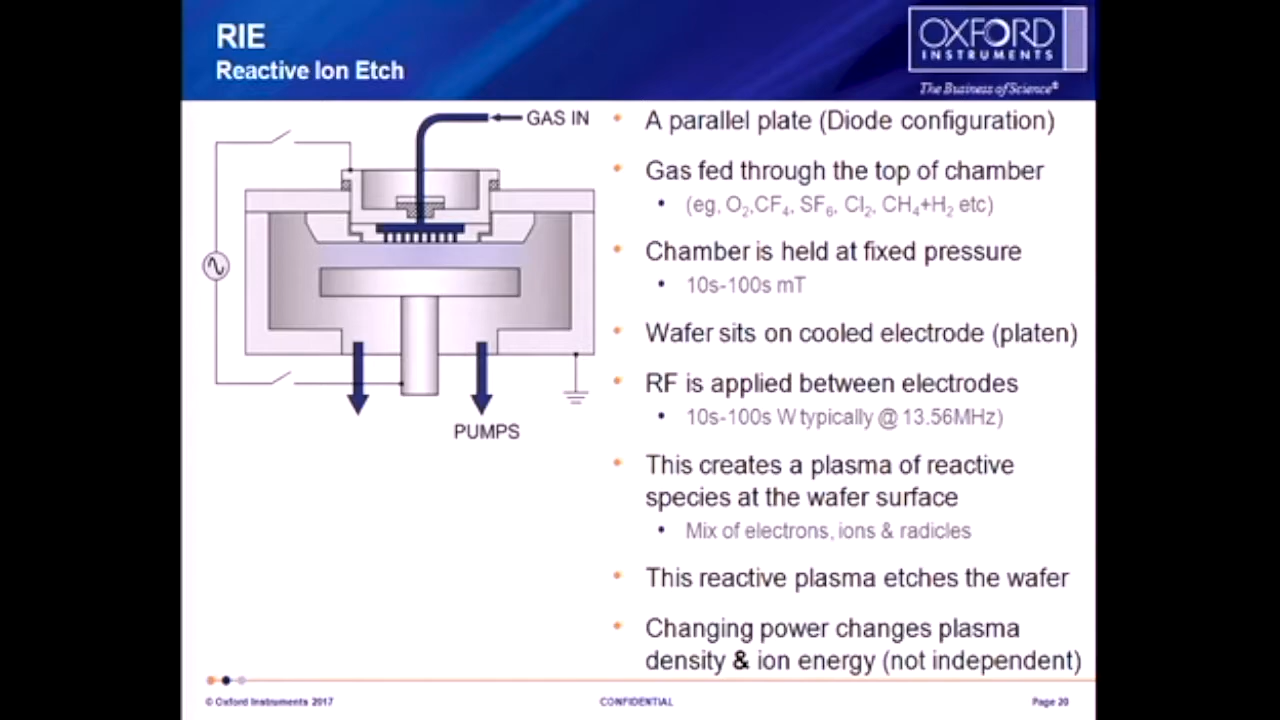 RIE
Reactive Ion Etch
OXFORD
INSTRUMENTS
The Business of Science®
GAS IN
PUMPS
• A parallel plate (Diode configuration)
• Gas fed through the top of chamber
• (eg, O₂,CF₄, SF₆, Cl₂, CH₄+H₂ etc)
• Chamber is held at fixed pressure
• 10s-100s mT
• Wafer sits on cooled electrode (platen)
• RF is applied between electrodes
• 10s-100s W typically @ 13.56MHz)
• This creates a plasma of reactive
species at the wafer surface
• Mix of electrons, ions & radicles
• This reactive plasma etches the wafer
• Changing power changes plasma
density & ion energy (not independent)
© Oxford Instruments 2017
CONFIDENTIAL
Page 20